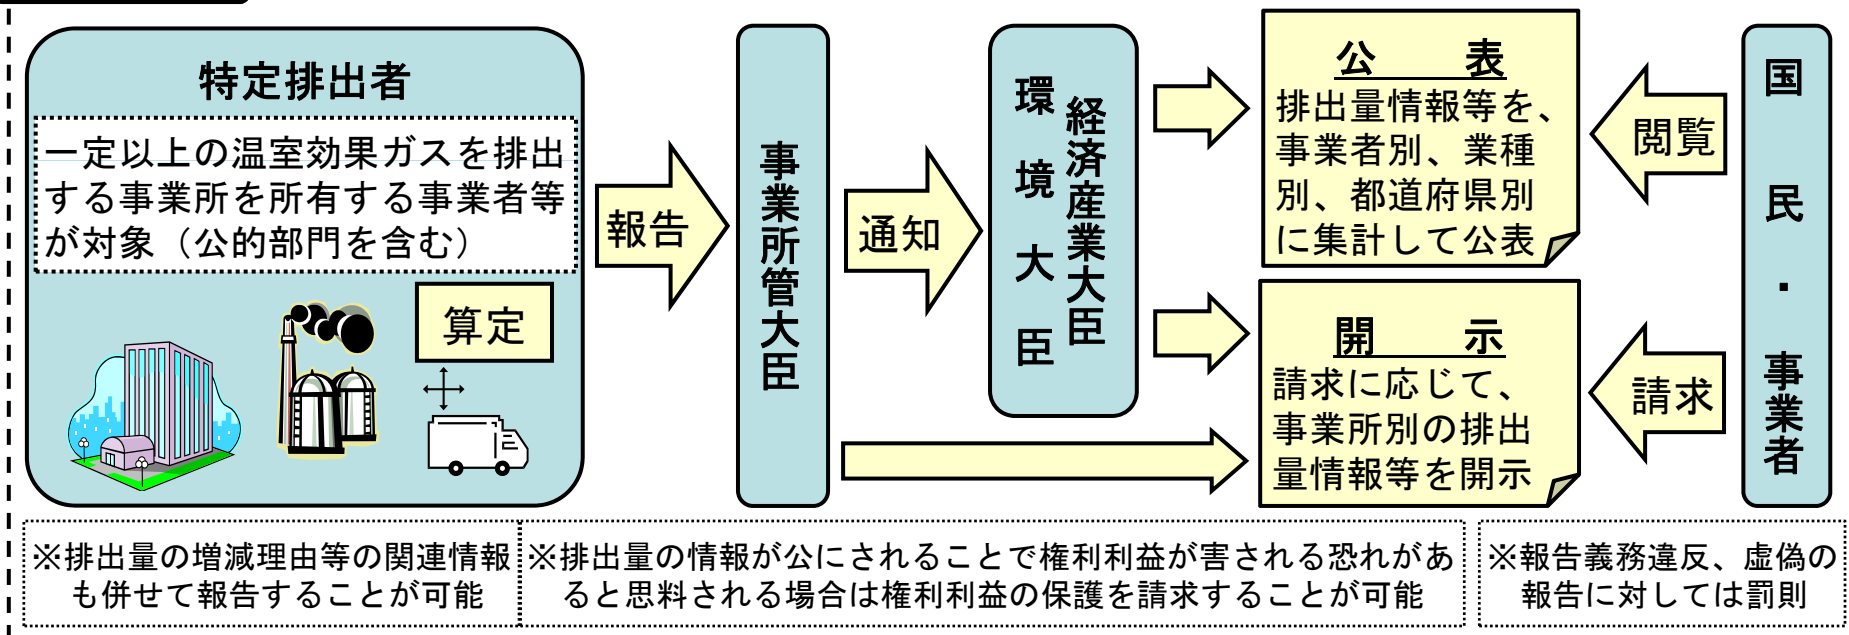 特定排出者
一定以上の温室効果ガスを排出
する事業所を所有する事業者等
が対象（公的部門を含む）
算定
報告
事業所管大臣
通知
環境大臣
経済産業大臣
公　表
排出量情報等を、
事業者別、業種
別、都道府県別
に集計して公表
開　示
請求に応じて、
事業所別の排出
量情報等を開示
閲覧
請求
国民・事業者
※排出量の増減理由等の関連情報
も併せて報告することが可能
※排出量の情報が公にされることで権利利益が害される恐れがあ
ると思料される場合は権利利益の保護を請求することが可能
※報告義務違反、虚偽の
報告に対しては罰則